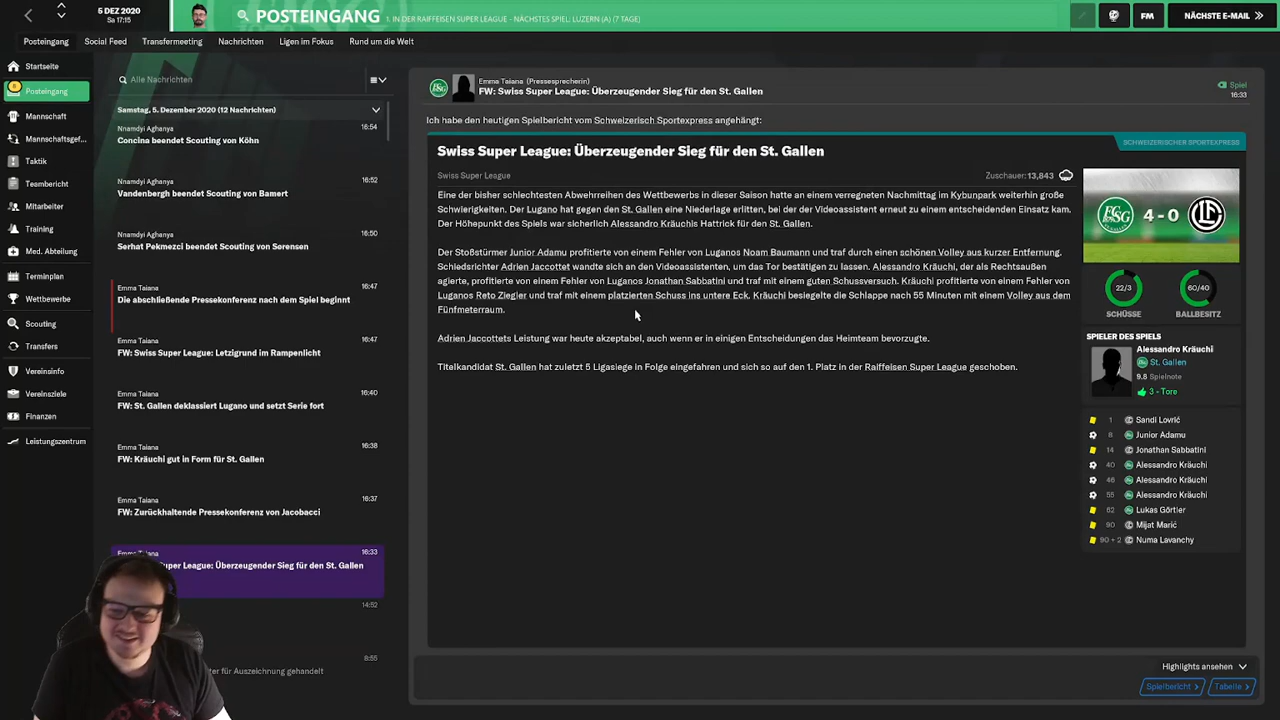 5 DEZ 2020
Sa 17:15
POSTEINGANG
1. IN DER RAIFFEISEN SUPER LEAGUE - NÄCHSTES SPIEL: LUZERN (A) (7 TAGE)
FM
NÄCHSTE E-MAIL
Posteingang
Social Feed
Transfermeeting
Nachrichten
Ligen im Fokus
Rund um die Welt
Startseite
Posteingang
Mannschaft
Mannschaftsgef...
Taktik
Teambericht
Mitarbeiter
Training
Med. Abteilung
Terminplan
Wettbewerbe
Scouting
Transfers
Vereinsinfo
Vereinsziele
Finanzen
Leistungszentrum
Alle Nachrichten
Samstag, 5. Dezember 2020 (12 Nachrichten)
Nnamdyi Aghanya
16:54
Concina beendet Scouting von Köhn
Nnamdyi Aghanya
16:52
Vandenbergh beendet Scouting von Bamert
Nnamdyi Aghanya
16:50
Serhat Pekmezci beendet Scouting von Sorensen
Emma Taiana
16:47
Die abschließende Pressekonferenz nach dem Spiel beginnt
Emma Taiana
16:47
FW: Swiss Super League: Letzigrund im Rampenlicht
Emma Taiana
16:40
FW: St. Gallen deklassiert Lugano und setzt Serie fort
Emma Taiana
16:38
FW: Kräuchi gut in Form für St. Gallen
Emma Taiana
16:37
FW: Zurückhaltende Pressekonferenz von Jacobacci
Emma Taiana
16:33
uper League: Überzeugender Sieg für den St. Gallen
14:52
ter für Auszeichnung gehandelt
8:55
Emma Taiana (Pressesprecherin)
FW: Swiss Super League: Überzeugender Sieg für den St. Gallen
Spiel
16:33
Ich habe den heutigen Spielbericht vom Schweizerisch Sportexpress angehängt:
SCHWEIZERISCHER SPORTEXPRESS
Swiss Super League: Überzeugender Sieg für den St. Gallen
Swiss Super League
Zuschauer: 13,843
Eine der bisher schlechtesten Abwehrreihen des Wettbewerbs in dieser Saison hatte an einem verregneten Nachmittag im Kybunpark weiterhin große
Schwierigkeiten. Der Lugano hat gegen den St. Gallen eine Niederlage erlitten, bei der der Videoassistent erneut zu einem entscheidenden Einsatz kam.
Der Höhepunkt des Spiels war sicherlich Alessandro Kräuchis Hattrick für den St. Gallen.
Der Stoßstürmer Junior Adamu profitierte von einem Fehler von Luganos Noam Baumann und traf durch einen schönen Volley aus kurzer Entfernung.
Schiedsrichter Adrien Jaccottet wandte sich an den Videoassistenten, um das Tor bestätigen zu lassen. Alessandro Kräuchi, der als Rechtsaußen
agierte, profitierte von einem Fehler von Luganos Jonathan Sabbatini und traf mit einem guten Schussversuch. Kräuchi profitierte von einem Fehler von
Luganos Reto Ziegler und traf mit einem platzierten Schuss ins untere Eck. Kräuchi besiegelte die Schlappe nach 55 Minuten mit einem Volley aus dem
Fünfmeterraum.
Adrien Jaccottets Leistung war heute akzeptabel, auch wenn er in einigen Entscheidungen das Heimteam bevorzugte.
Titelkandidat St. Gallen hat zuletzt 5 Ligasiege in Folge eingefahren und sich so auf den 1. Platz in der Raiffeisen Super League geschoben.
4 - 0
22/3
SCHÜSSE
60/40
BALLBESITZ
SPIELER DES SPIELS
Alessandro Kräuchi
St. Gallen
9.8 Spielnote
3 - Tore
1 Sandi Lovrić
8 Junior Adamu
14 Jonathan Sabbatini
40 Alessandro Kräuchi
46 Alessandro Kräuchi
55 Alessandro Kräuchi
62 Lukas Görtler
90 Mijat Marić
90 + 2 Numa Lavanchy
Highlights ansehen
Spielbericht
Tabelle